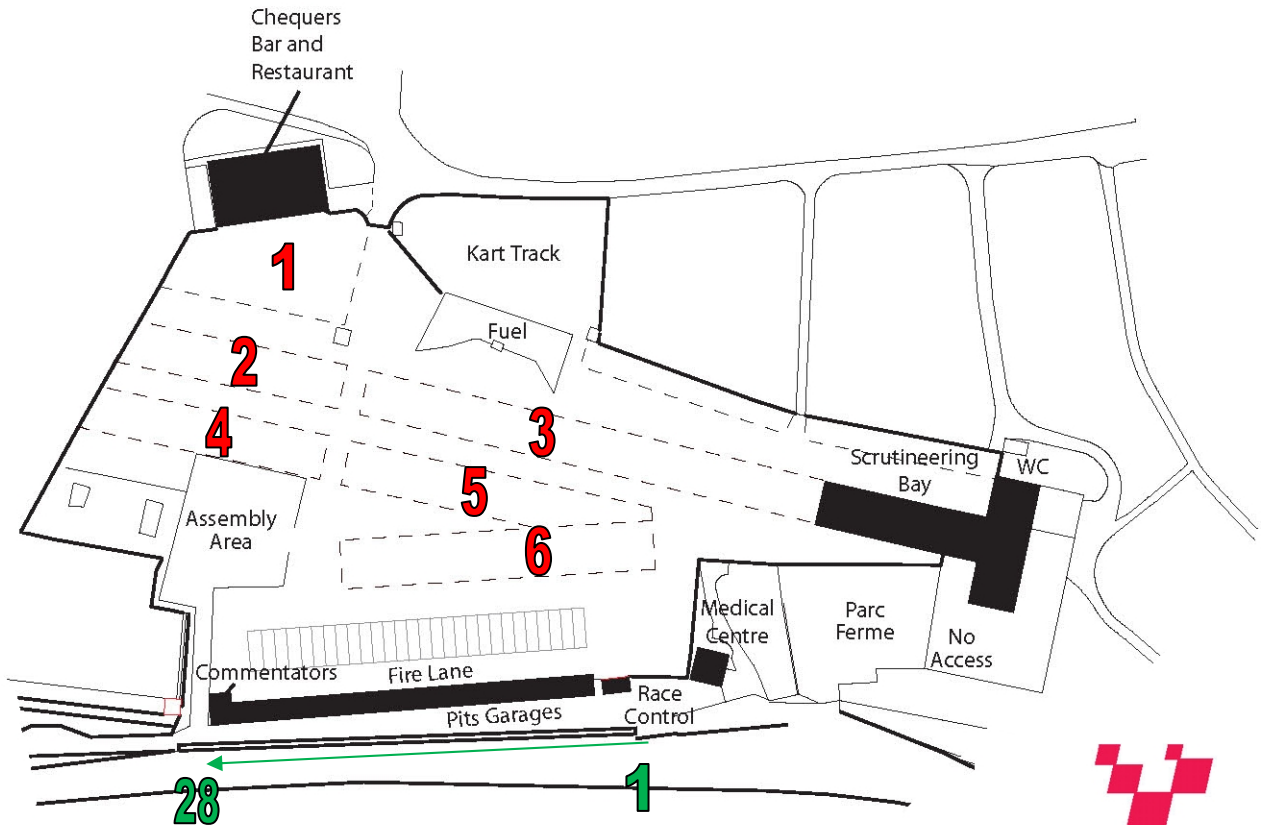 Chequers
Bar and
Restaurant
1
Kart Track
Fuel
2
3
4
Scrutineering
Bay
WC
5
Assembly
Area
6
Medical
Centre
Parc
Ferme
No
Access
Commentators
Fire Lane
Pits Garages
Race
Control
28
1